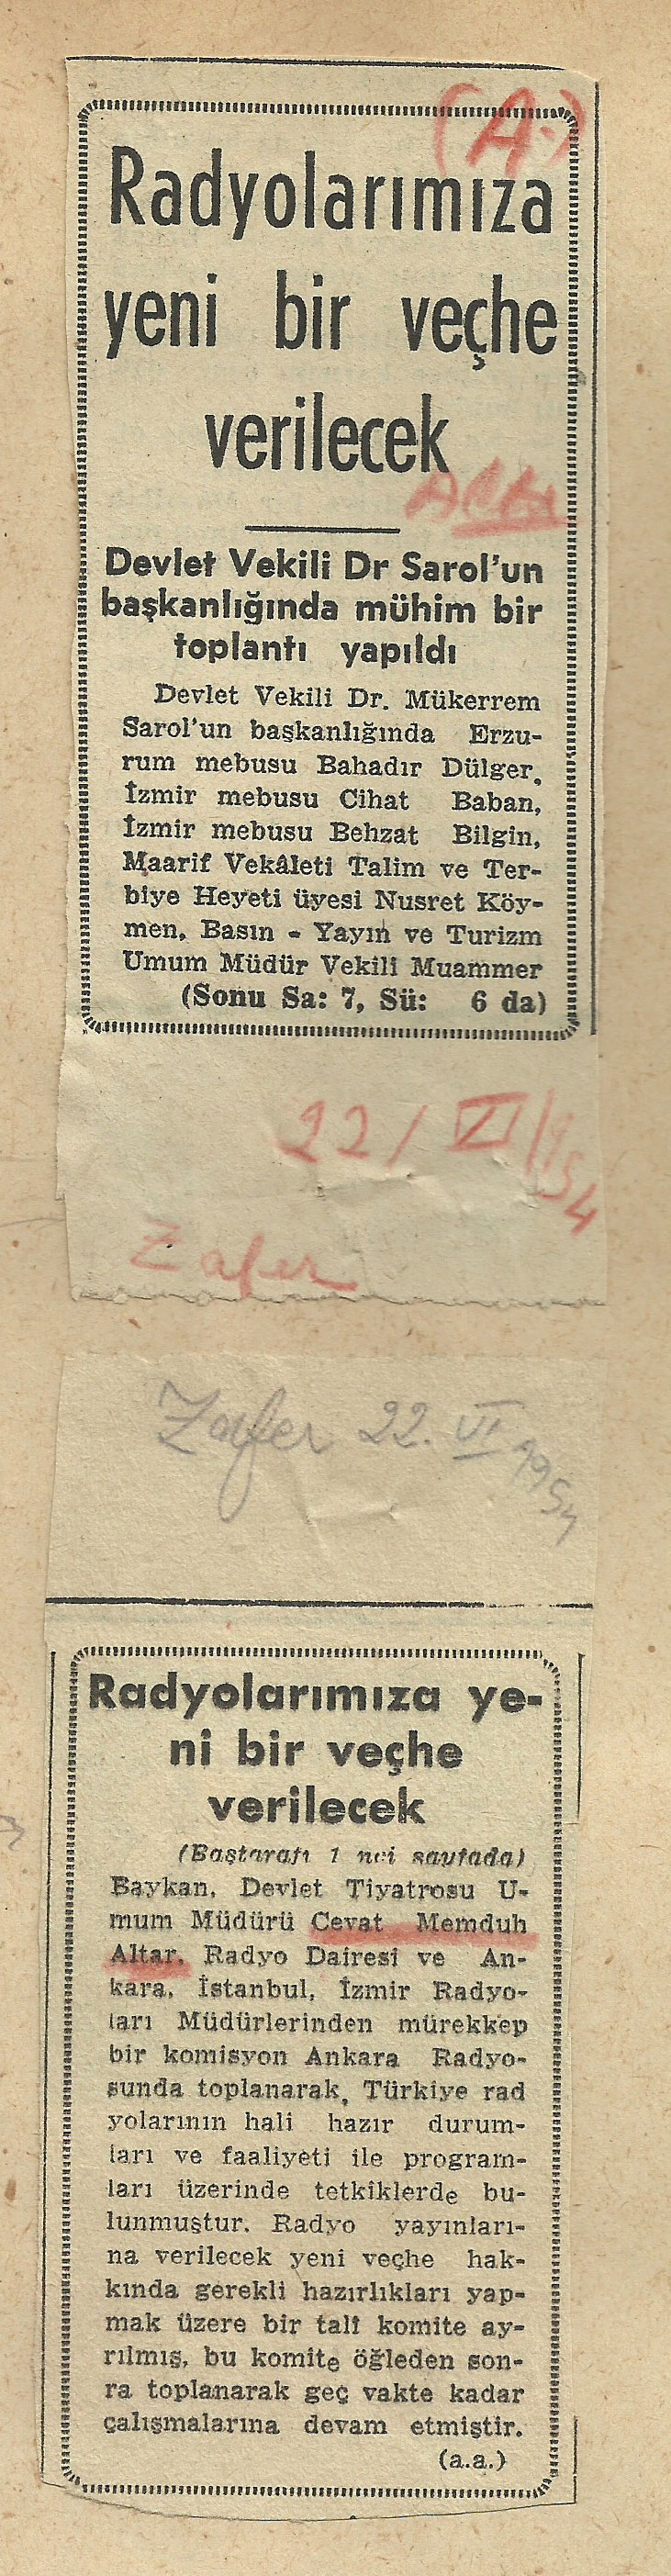 (A.)
Radyolarımıza
yeni bir veçhe
verilecek
Devlet Vekili Dr Sarol'un
başkanlığında mühim bir
toplantı yapıldı
Devlet Vekili Dr. Mükerrem
Sarol'un başkanlığında Erzu-
rum mebusu Bahadır Dülger,
İzmir mebusu Cihat Baban,
İzmir mebusu Behzat Bilgin,
Maarif Vekâleti Talim ve Ter-
biye Heyeti üyesi Nusret Köy-
men, Basın - Yayın ve Turizm
Umum Müdür Vekili Muammer
(Sonu Sa: 7, Sü: 6 da)
22/VI/954
Zafer
Zafer 22. VI 1954
Radyolarımıza ye-
ni bir veçhe
verilecek
(Baştarafı 1 nci sayfada)
Baykan, Devlet Tiyatrosu U-
mum Müdürü Cevat Memduh
Altar, Radyo Dairesi ve An-
kara, İstanbul, İzmir Radyo-
ları Müdürlerinden mürekkep
bir komisyon Ankara Radyo-
sunda toplanarak, Türkiye rad
yolarının hali hazır durum-
ları ve faaliyeti ile program-
ları üzerinde tetkiklerde bu-
lunmuştur. Radyo yayınları-
na verilecek yeni veçhe hak-
kında gerekli hazırlıkları yap-
mak üzere bir talî komite ay-
rılmış, bu komite öğleden son-
ra toplanarak geç vakte kadar
çalışmalarına devam etmiştir.
(a.a.)